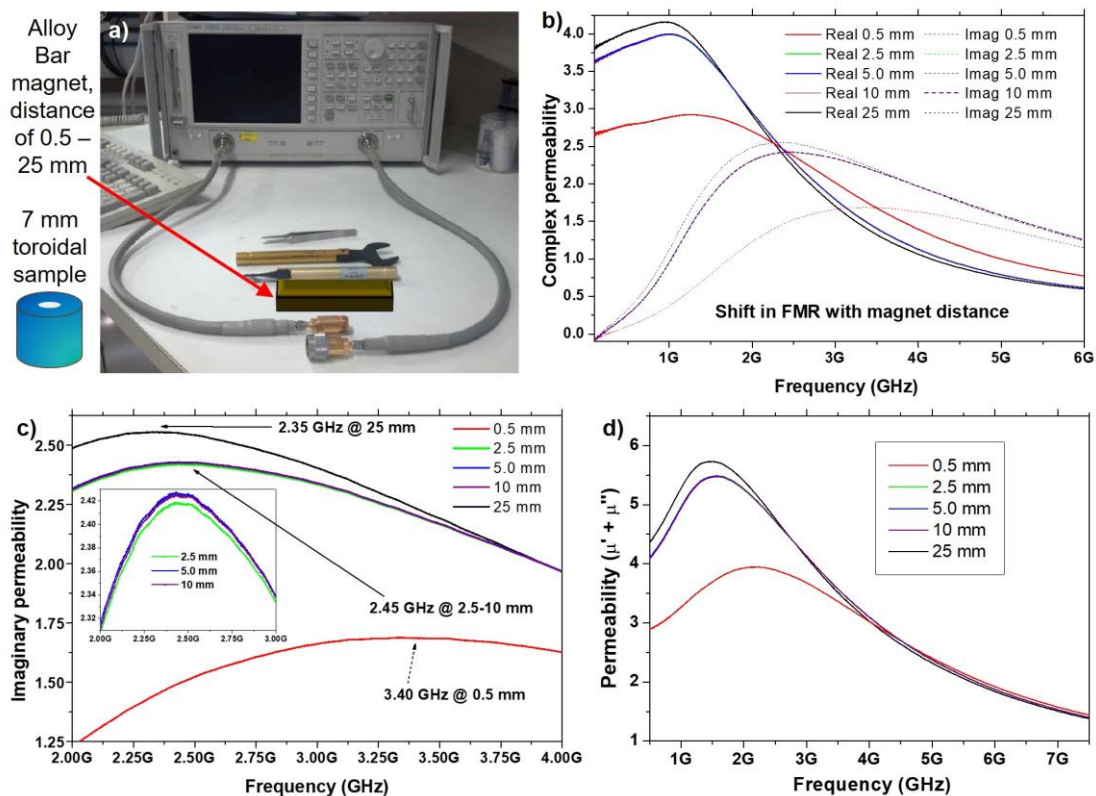 Alloy
Bar
magnet,
distance
of 0.5 –
25 mm
7 mm
toroidal
sample
a)
b)
Complex permeability
4.0
3.5
3.0
2.5
2.0
1.5
1.0
0.5
0.0
Real 0.5 mm Imag 0.5 mm
Real 2.5 mm Imag 2.5 mm
Real 5.0 mm Imag 5.0 mm
Real 10 mm Imag 10 mm
Real 25 mm Imag 25 mm
Shift in FMR with magnet distance
1G 2G 3G 4G 5G 6G
Frequency (GHz)
c)
Imaginary permeability
2.50
2.25
2.00
1.75
1.50
1.25
2.35 GHz @ 25 mm
0.5 mm
2.5 mm
5.0 mm
10 mm
25 mm
2.42
2.41
2.39
2.38
2.36
2.35
2.33
2.32
2.5 mm
5.0 mm
10 mm
2.00G 2.25G 2.50G 2.75G 3.00G
2.45 GHz @ 2.5-10 mm
3.40 GHz @ 0.5 mm
2.00G 2.25G 2.50G 2.75G 3.00G 3.25G 3.50G 3.75G 4.00G
Frequency (GHz)
d)
Permeability (μ' + μ'')
6
5
4
3
2
1
0.5 mm
2.5 mm
5.0 mm
10 mm
25 mm
1G 2G 3G 4G 5G 6G 7G
Frequency (GHz)